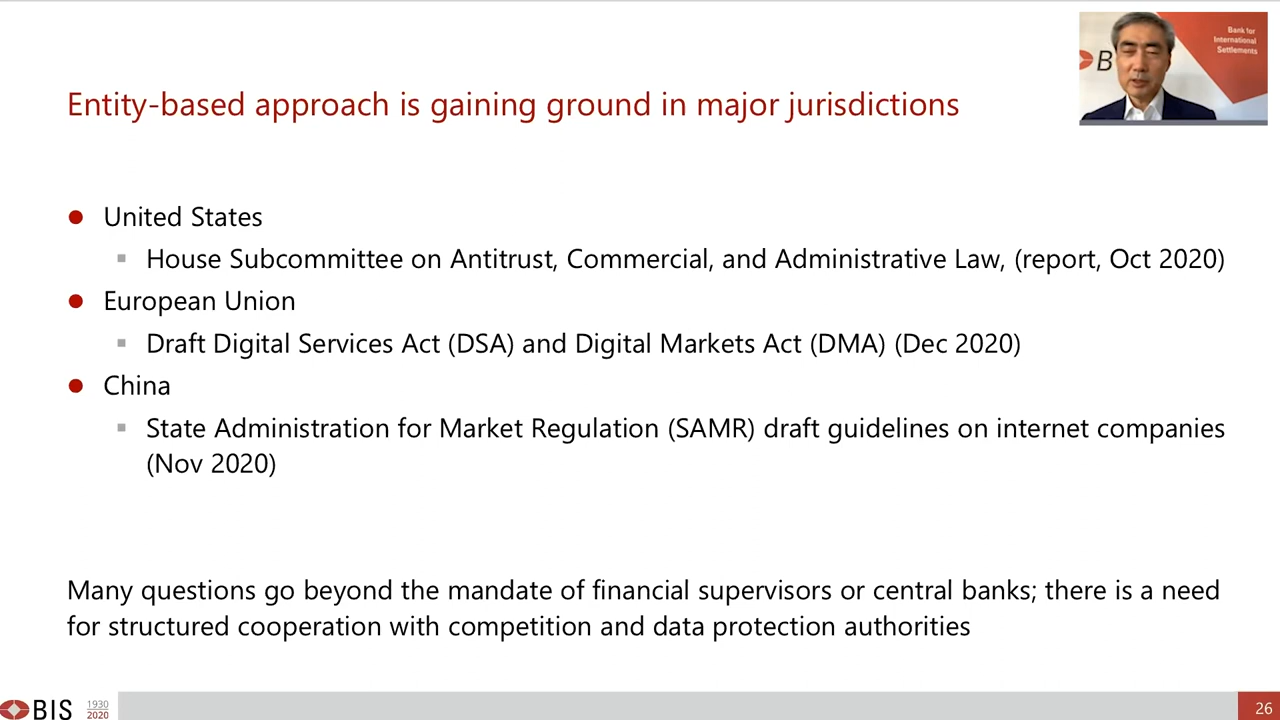 Bank for
International
Settlements
B
Entity-based approach is gaining ground in major jurisdictions
United States
House Subcommittee on Antitrust, Commercial, and Administrative Law, (report, Oct 2020)
European Union
Draft Digital Services Act (DSA) and Digital Markets Act (DMA) (Dec 2020)
China
State Administration for Market Regulation (SAMR) draft guidelines on internet companies
(Nov 2020)
Many questions go beyond the mandate of financial supervisors or central banks; there is a need
for structured cooperation with competition and data protection authorities
BIS 1930
2020
26